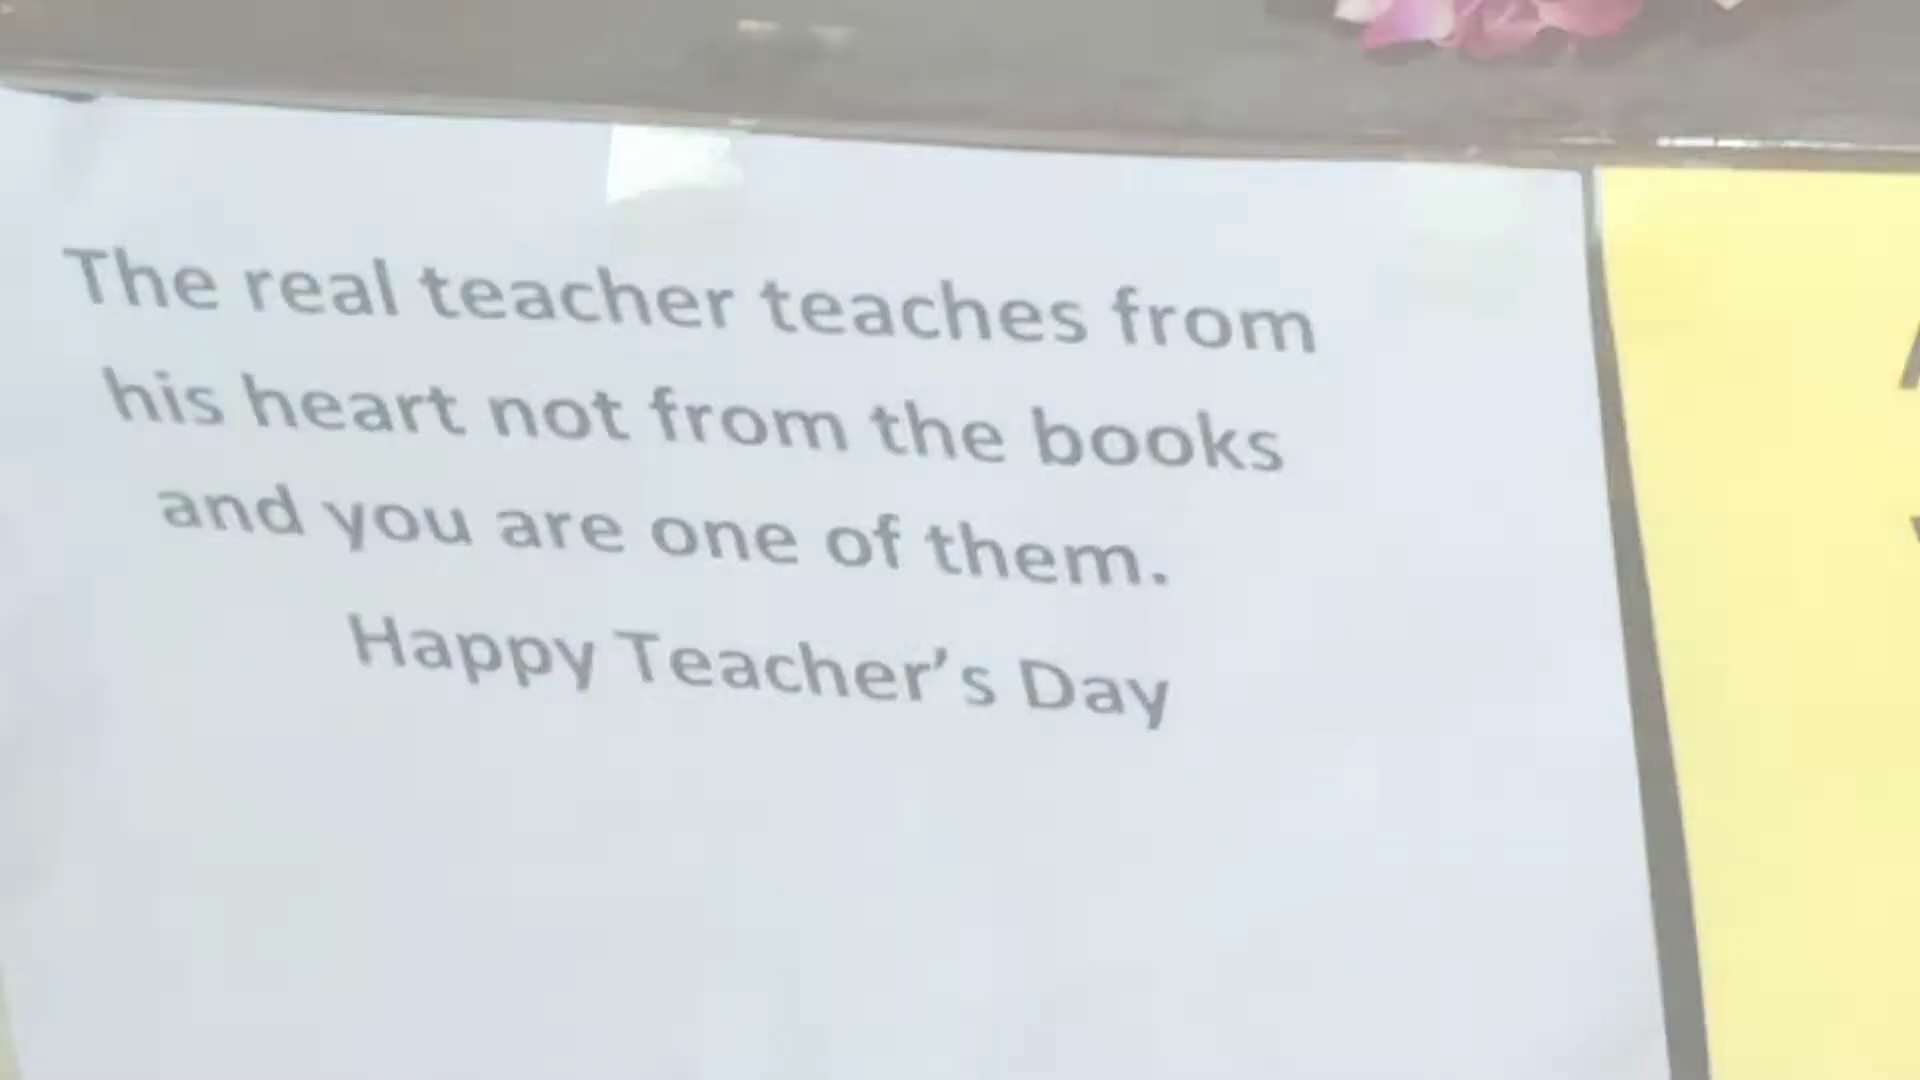 The real teacher teaches from
his heart not from the books
and you are one of them.
Happy Teacher’s Day